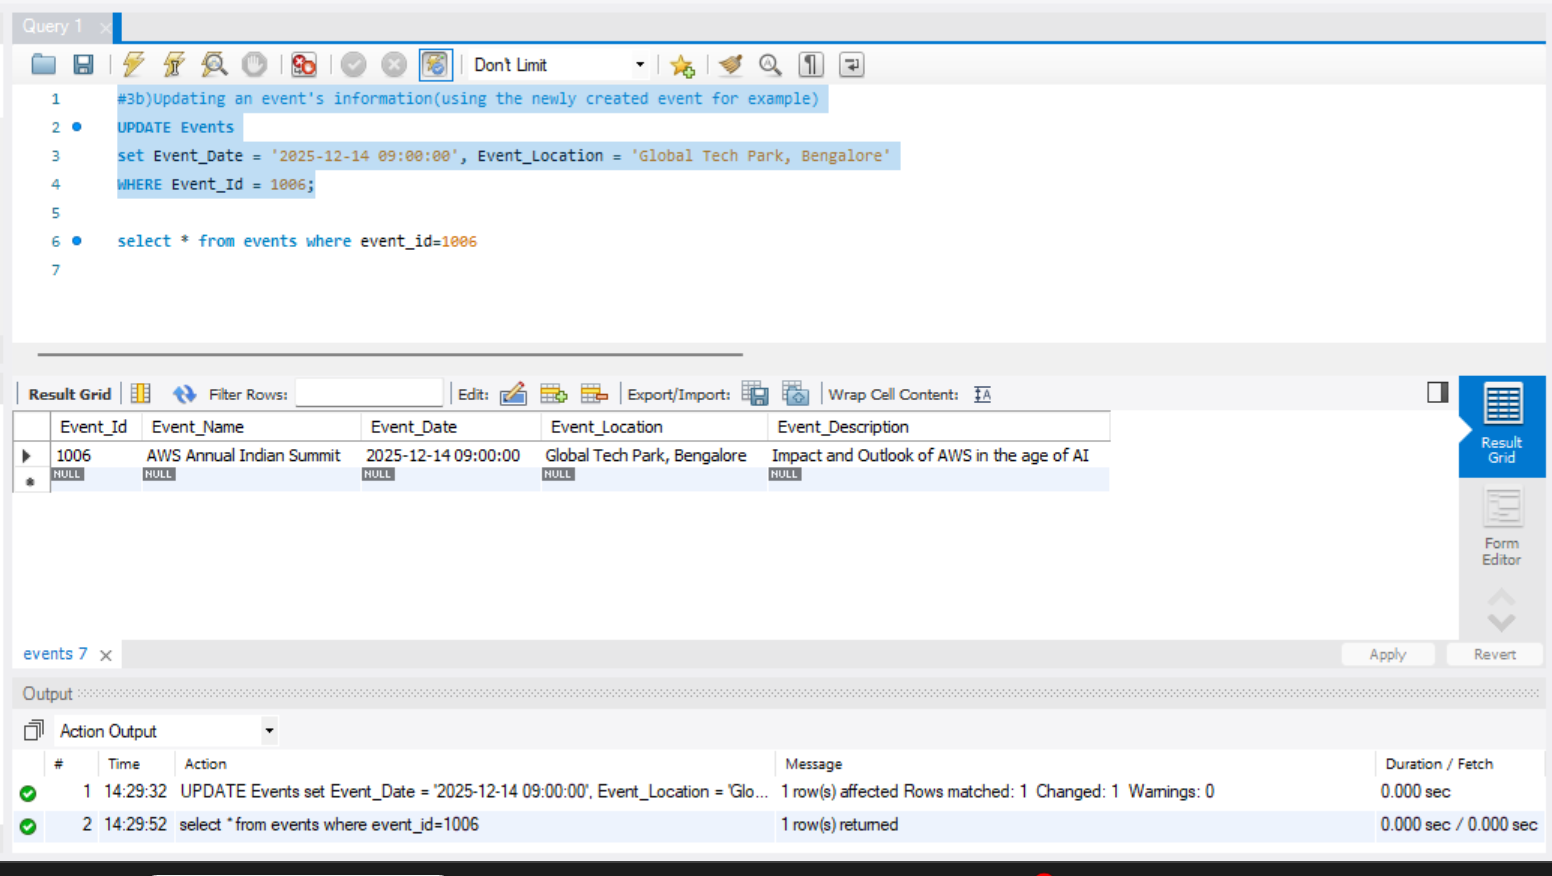 Query 1
Don't Limit
1 #3b)Updating an event's information(using the newly created event for example)
2 UPDATE Events
3 set Event_Date = '2025-12-14 09:00:00', Event_Location = 'Global Tech Park, Bengalore'
4 WHERE Event_Id = 1006;
5
6 select * from events where event_id=1006
7
Result Grid Filter Rows: Edit: Export/Import: Wrap Cell Content:
Event_Id Event_Name Event_Date Event_Location Event_Description
1006 AWS Annual Indian Summit 2025-12-14 09:00:00 Global Tech Park, Bengalore Impact and Outlook of AWS in the age of AI
NULL NULL NULL NULL NULL
Result
Grid
Form
Editor
events 7 Apply Revert
Output
Action Output
# Time Action Message Duration / Fetch
1 14:29:32 UPDATE Events set Event_Date = '2025-12-14 09:00:00', Event_Location = 'Glo... 1 row(s) affected Rows matched: 1 Changed: 1 Warnings: 0 0.000 sec
2 14:29:52 select * from events where event_id=1006 1 row(s) returned 0.000 sec / 0.000 sec